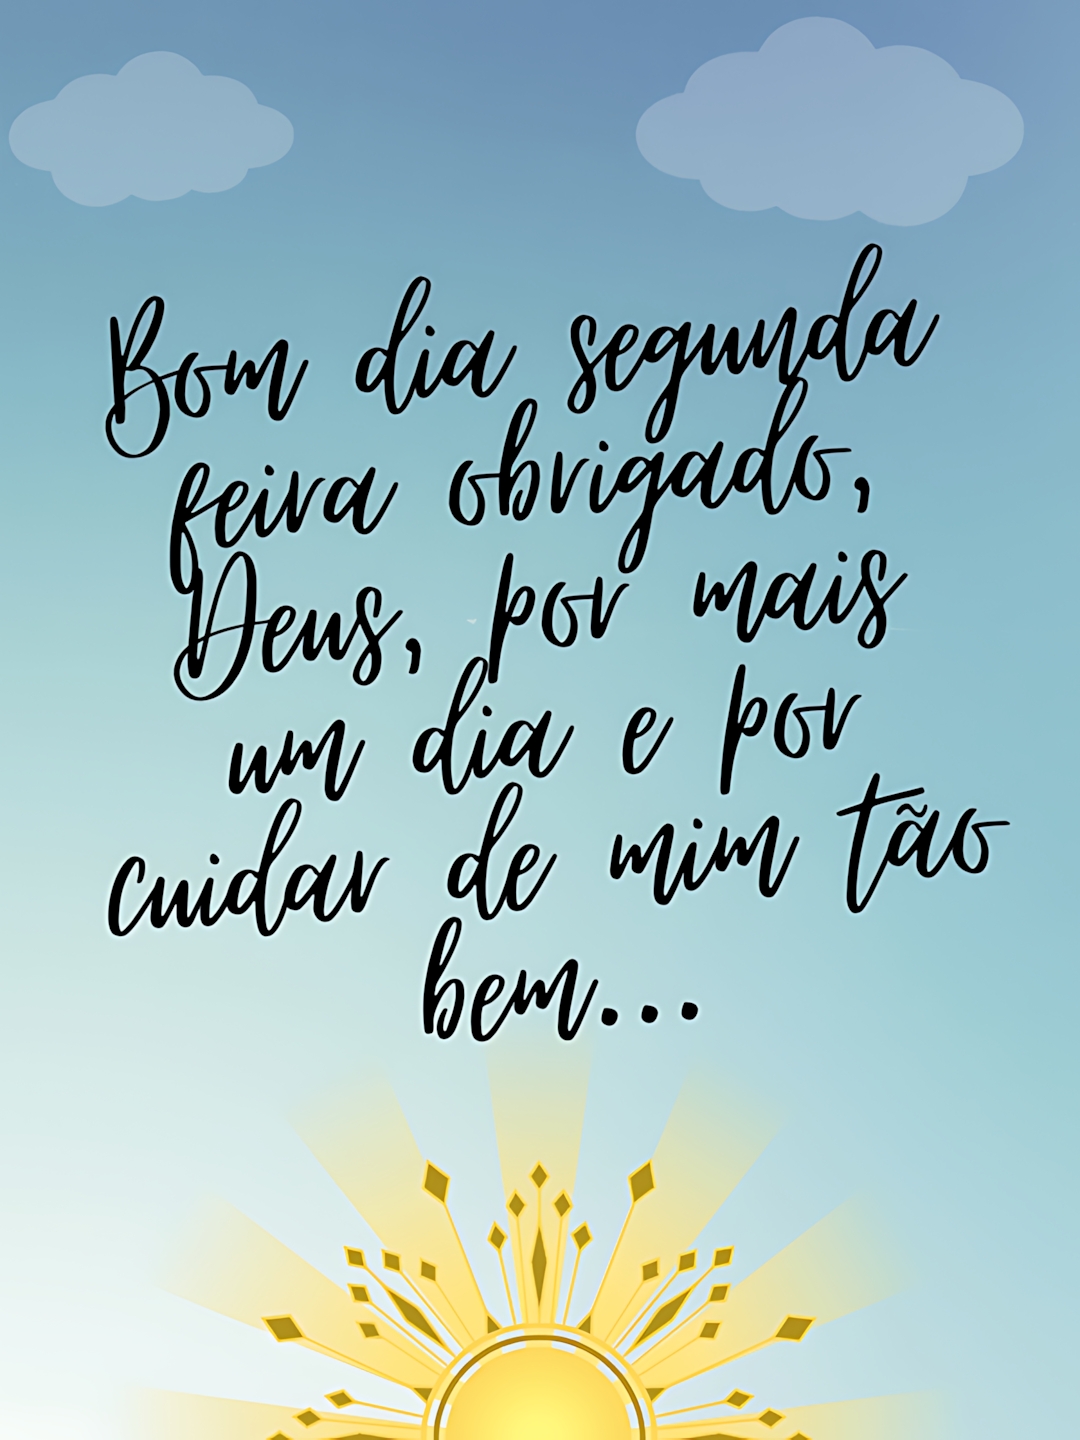 Bom dia segunda
feira obrigado,
Deus, por mais
um dia e por
cuidar de mim tão
bem...